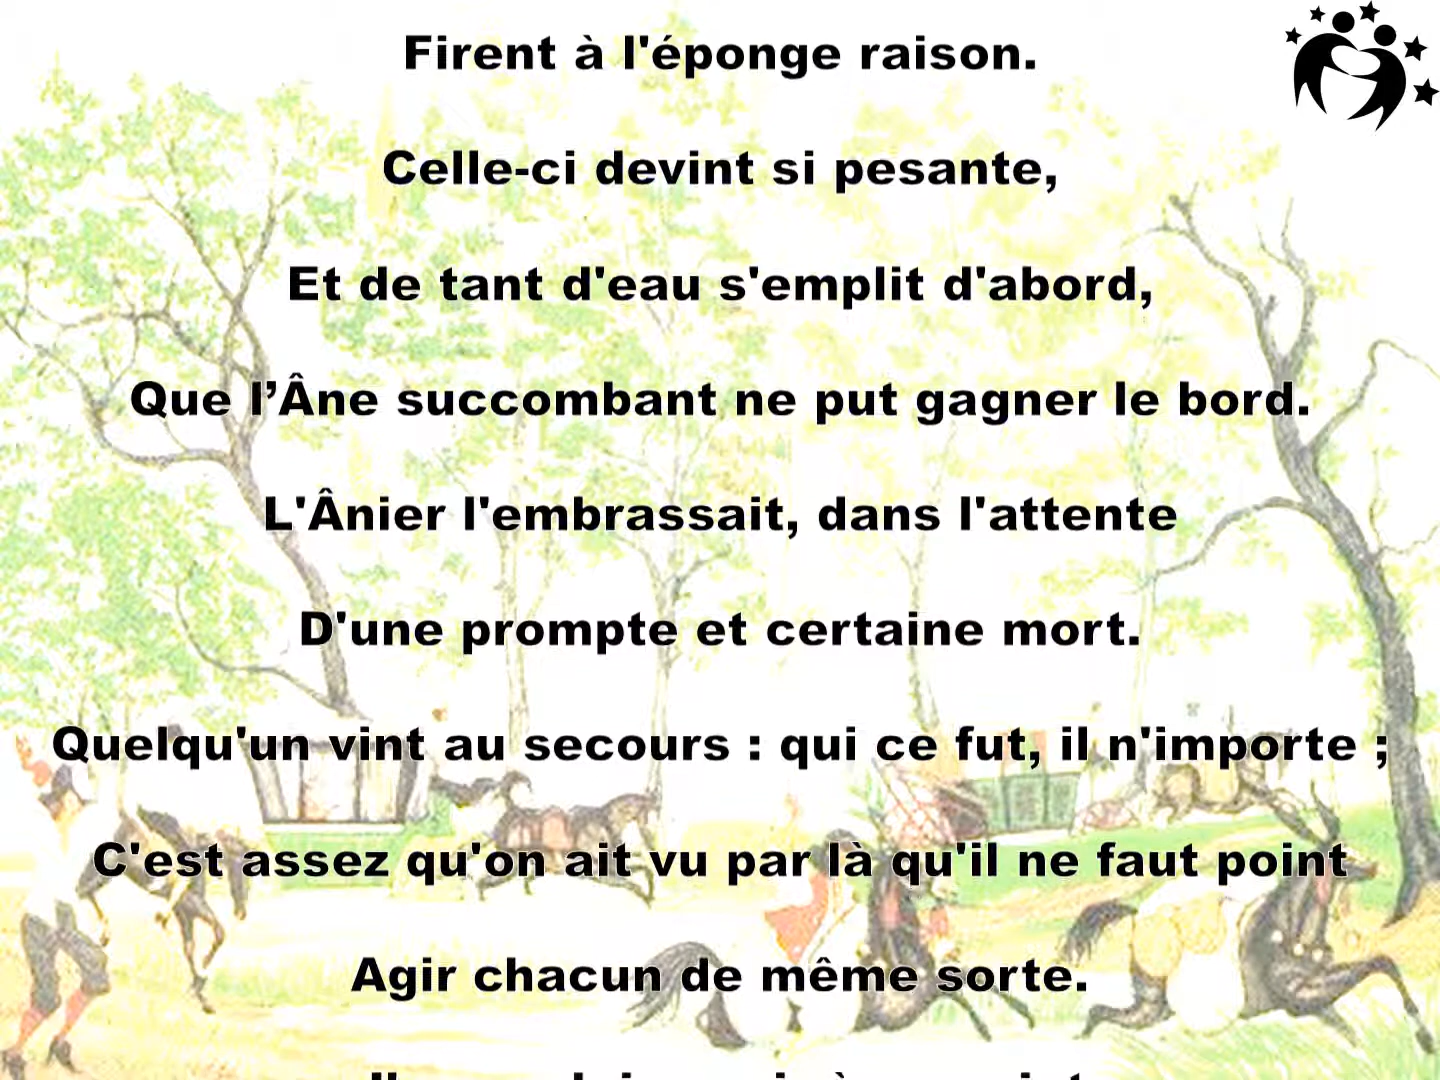 Firent à l'éponge raison.
Celle-ci devint si pesante,
Et de tant d'eau s'emplit d'abord,
Que l’Âne succombant ne put gagner le bord.
L'Ânier l'embrassait, dans l'attente
D'une prompte et certaine mort.
Quelqu'un vint au secours : qui ce fut, il n'importe ;
C'est assez qu'on ait vu par là qu'il ne faut point
Agir chacun de même sorte.